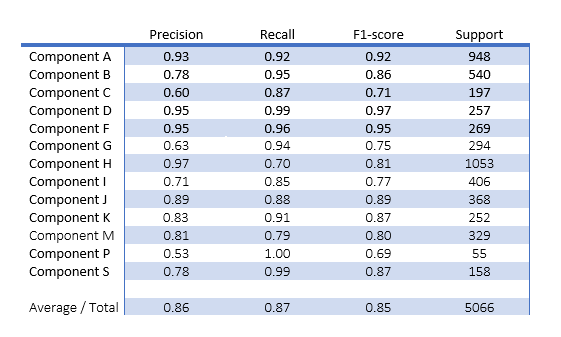 Precision Recall F1-score Support
Component A 0.93 0.92 0.92 948
Component B 0.78 0.95 0.86 540
Component C 0.60 0.87 0.71 197
Component D 0.95 0.99 0.97 257
Component F 0.95 0.96 0.95 269
Component G 0.63 0.94 0.75 294
Component H 0.97 0.70 0.81 1053
Component I 0.71 0.85 0.77 406
Component J 0.89 0.88 0.89 368
Component K 0.83 0.91 0.87 252
Component M 0.81 0.79 0.80 329
Component P 0.53 1.00 0.69 55
Component S 0.78 0.99 0.87 158
Average / Total 0.86 0.87 0.85 5066